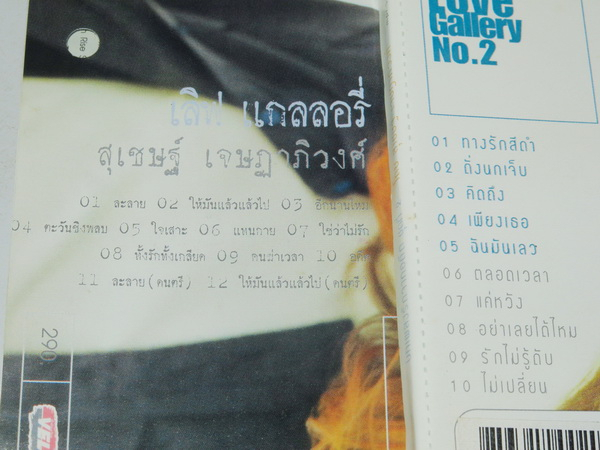 Rise
เลิฟ แกลลอรี่
สุเชษฐ์ เจษฎาภิวงศ์
01 ละลาย 02 ให้มันแล้วแล้วไป 03 อีกนานไหม
04 ตะวันชิงพลบ 05 ใจเสาะ 06 แทนกาย 07 ใช่ว่าไม่รัก
08 ทั้งรักทั้งเกลียด 09 คนฆ่าเวลา 10
11 ละลาย(ดนตรี) 12 ให้มันแล้วแล้วไป(ดนตรี)
290.
Love
Gallery
No.2
01 ทางรักสีดำ
02 ดั่งนกเจ็บ
03 คิดถึง
04 เพียงเธอ
05 ฉันมันเลว
06 ตลอดเวลา
07 แค่หวัง
08 อย่าเลยได้ไหม
09 รักไม่รู้ดับ
10 ไม่เปลี่ยน